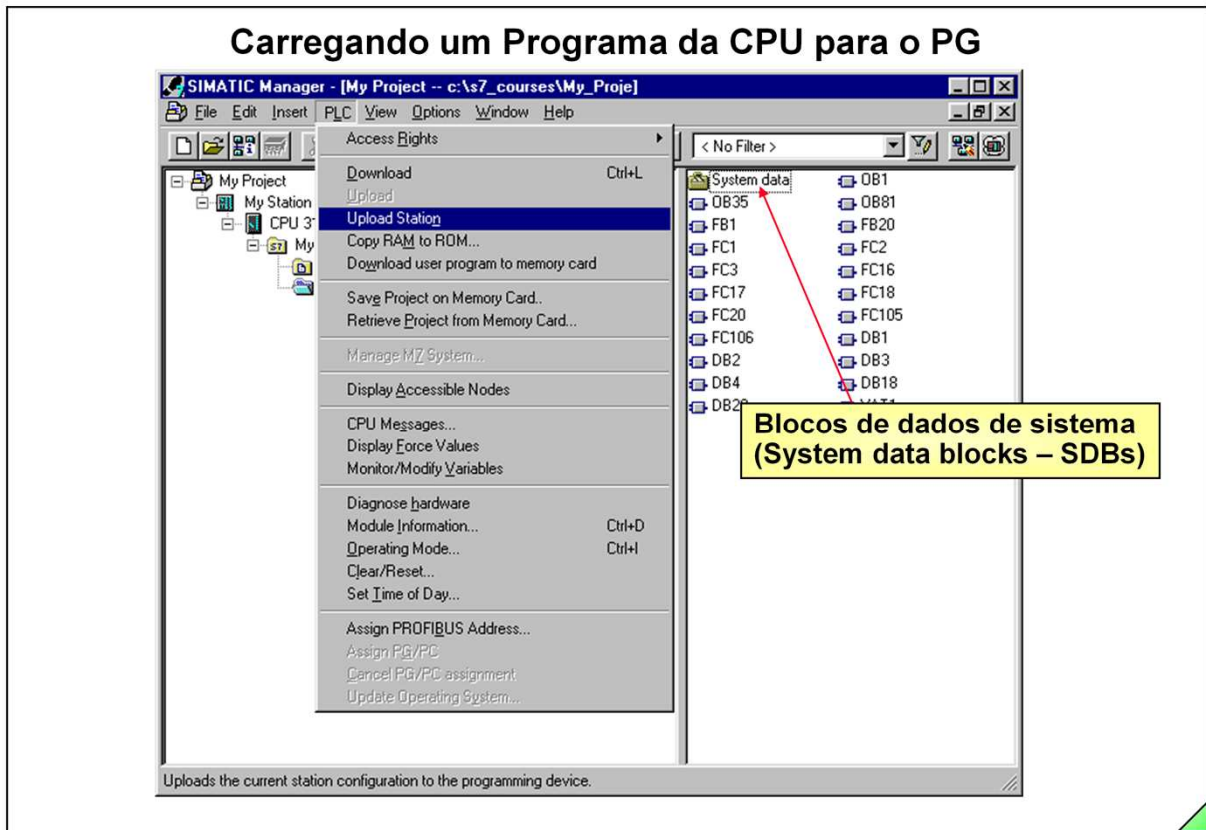 Carregando um Programa da CPU para o PG
SIMATIC Manager - [My Project -- c:\s7_courses\My_Proje]
File Edit Insert PLC View Options Window Help
< No Filter >
Access Rights
Download Ctrl+L
Upload
Upload Station
Copy RAM to ROM...
Download user program to memory card
Save Project on Memory Card..
Retrieve Project from Memory Card...
Manage M7 System...
Display Accessible Nodes
CPU Messages...
Display Force Values
Monitor/Modify Variables
Diagnose hardware
Module Information... Ctrl+D
Operating Mode... Ctrl+I
Clear/Reset...
Set Time of Day...
Assign PROFIBUS Address...
Assign PG/PC
Cancel PG/PC assignment
Update Operating System...
My Project
My Station
CPU
My
System data OB1
OB35 OB81
FB1 FB20
FC1 FC2
FC3 FC16
FC17 FC18
FC20 FC105
FC106 DB1
DB2 DB3
DB4 DB18
Blocos de dados de sistema
(System data blocks – SDBs)
Uploads the current station configuration to the programming device.